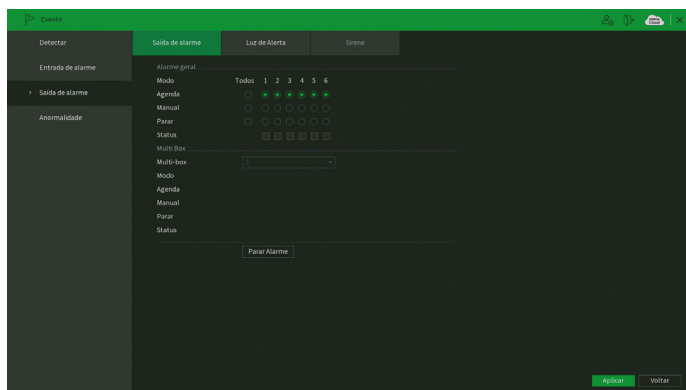 Evento
Detectar
Entrada de alarme
Saída de alarme
Anormalidade
Saída de alarme Luz de Alerta Sirene
Alarme geral
Modo Todos 1 2 3 4 5 6
Agenda
Manual
Parar
Status
Multi Box
Multi-box 1
Modo
Agenda
Manual
Parar
Status
Parar Alarme
Aplicar Voltar